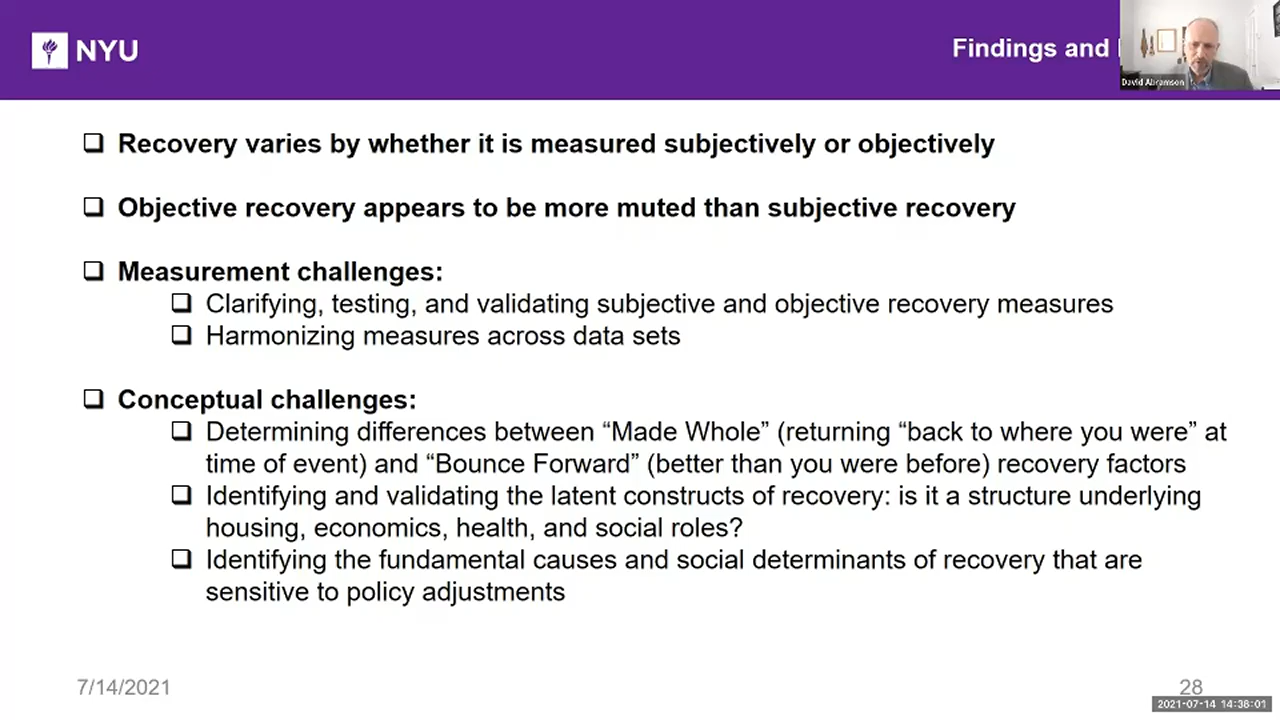 NYU
Findings and
David Abramson
❑ Recovery varies by whether it is measured subjectively or objectively
❑ Objective recovery appears to be more muted than subjective recovery
❑ Measurement challenges:
❑ Clarifying, testing, and validating subjective and objective recovery measures
❑ Harmonizing measures across data sets
❑ Conceptual challenges:
❑ Determining differences between “Made Whole” (returning “back to where you were” at
time of event) and “Bounce Forward” (better than you were before) recovery factors
❑ Identifying and validating the latent constructs of recovery: is it a structure underlying
housing, economics, health, and social roles?
❑ Identifying the fundamental causes and social determinants of recovery that are
sensitive to policy adjustments
7/14/2021
28
2021-07-14 14:38:01